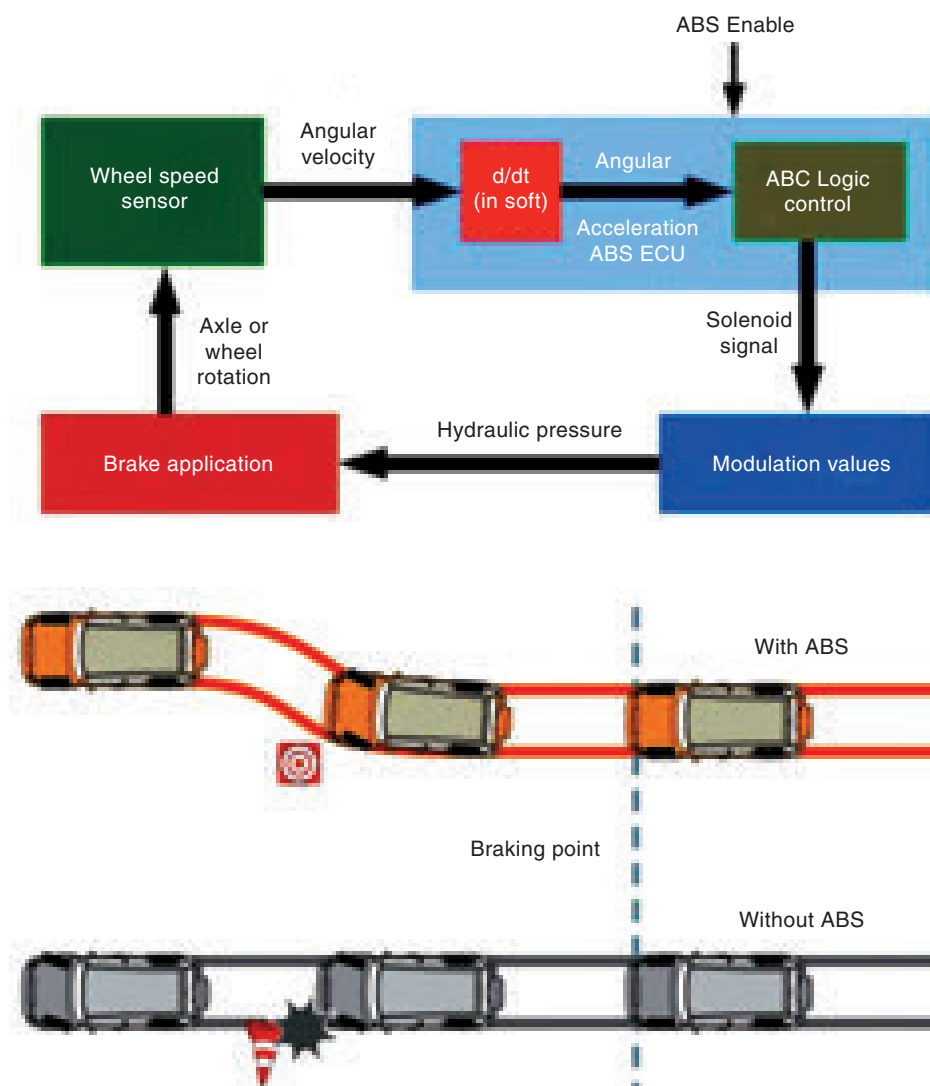 ABS Enable
Wheel speed
sensor
Angular
velocity
d/dt
(in soft)
Angular
Acceleration
ABS ECU
ABC Logic
control
Axle or
wheel
rotation
Solenoid
signal
Brake application
Hydraulic pressure
Modulation values
With ABS
Braking point
Without ABS